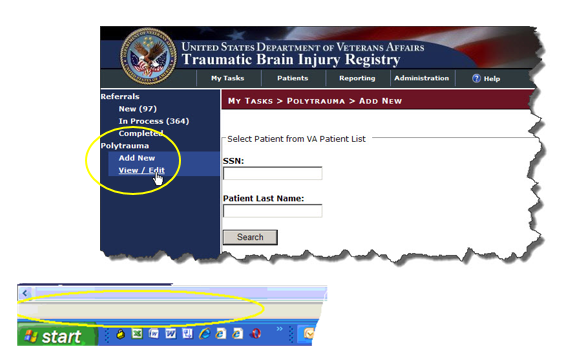 United States Department of Veterans Affairs
Traumatic Brain Injury Registry
My Tasks Patients Reporting Administration ? Help
Referrals
New (97)
In Process (364)
Completed
Polytrauma
Add New
View / Edit
My Tasks > Polytrauma > Add New
Select Patient from VA Patient List
SSN:
Patient Last Name:
Search
start